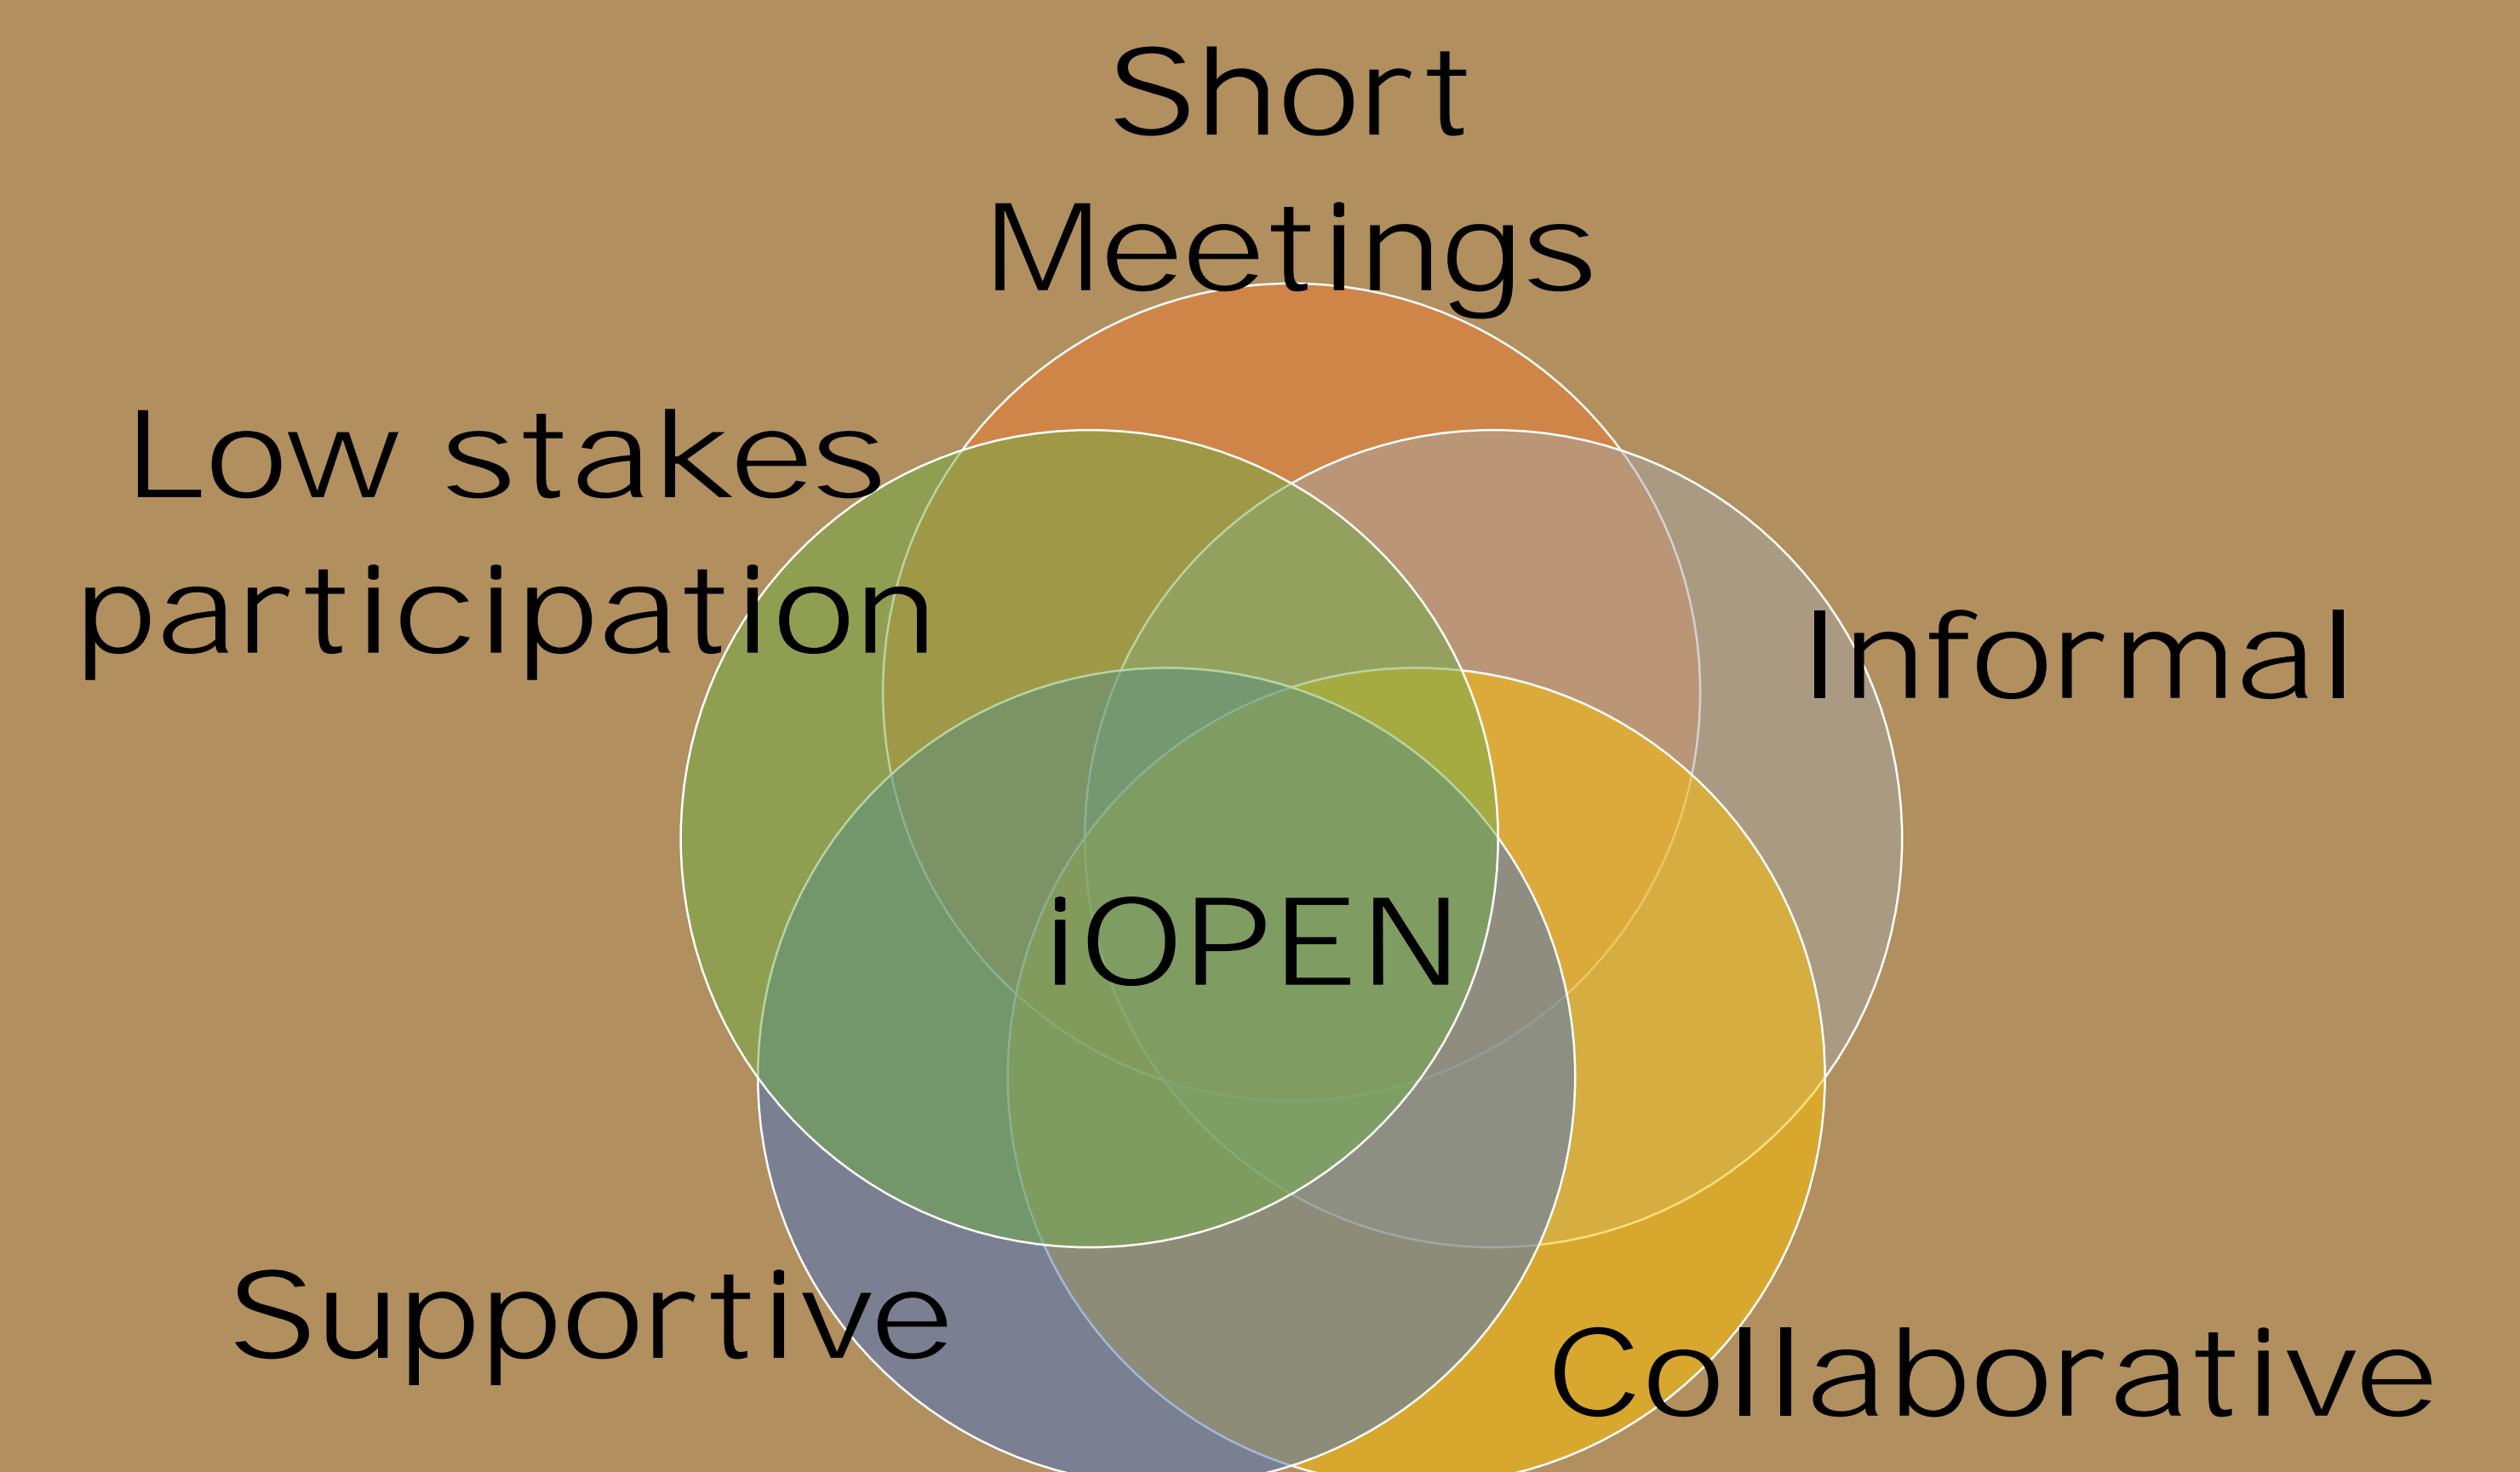 Short
Meetings
Low stakes
participation
Informal
iOPEN
Supportive
Collaborative